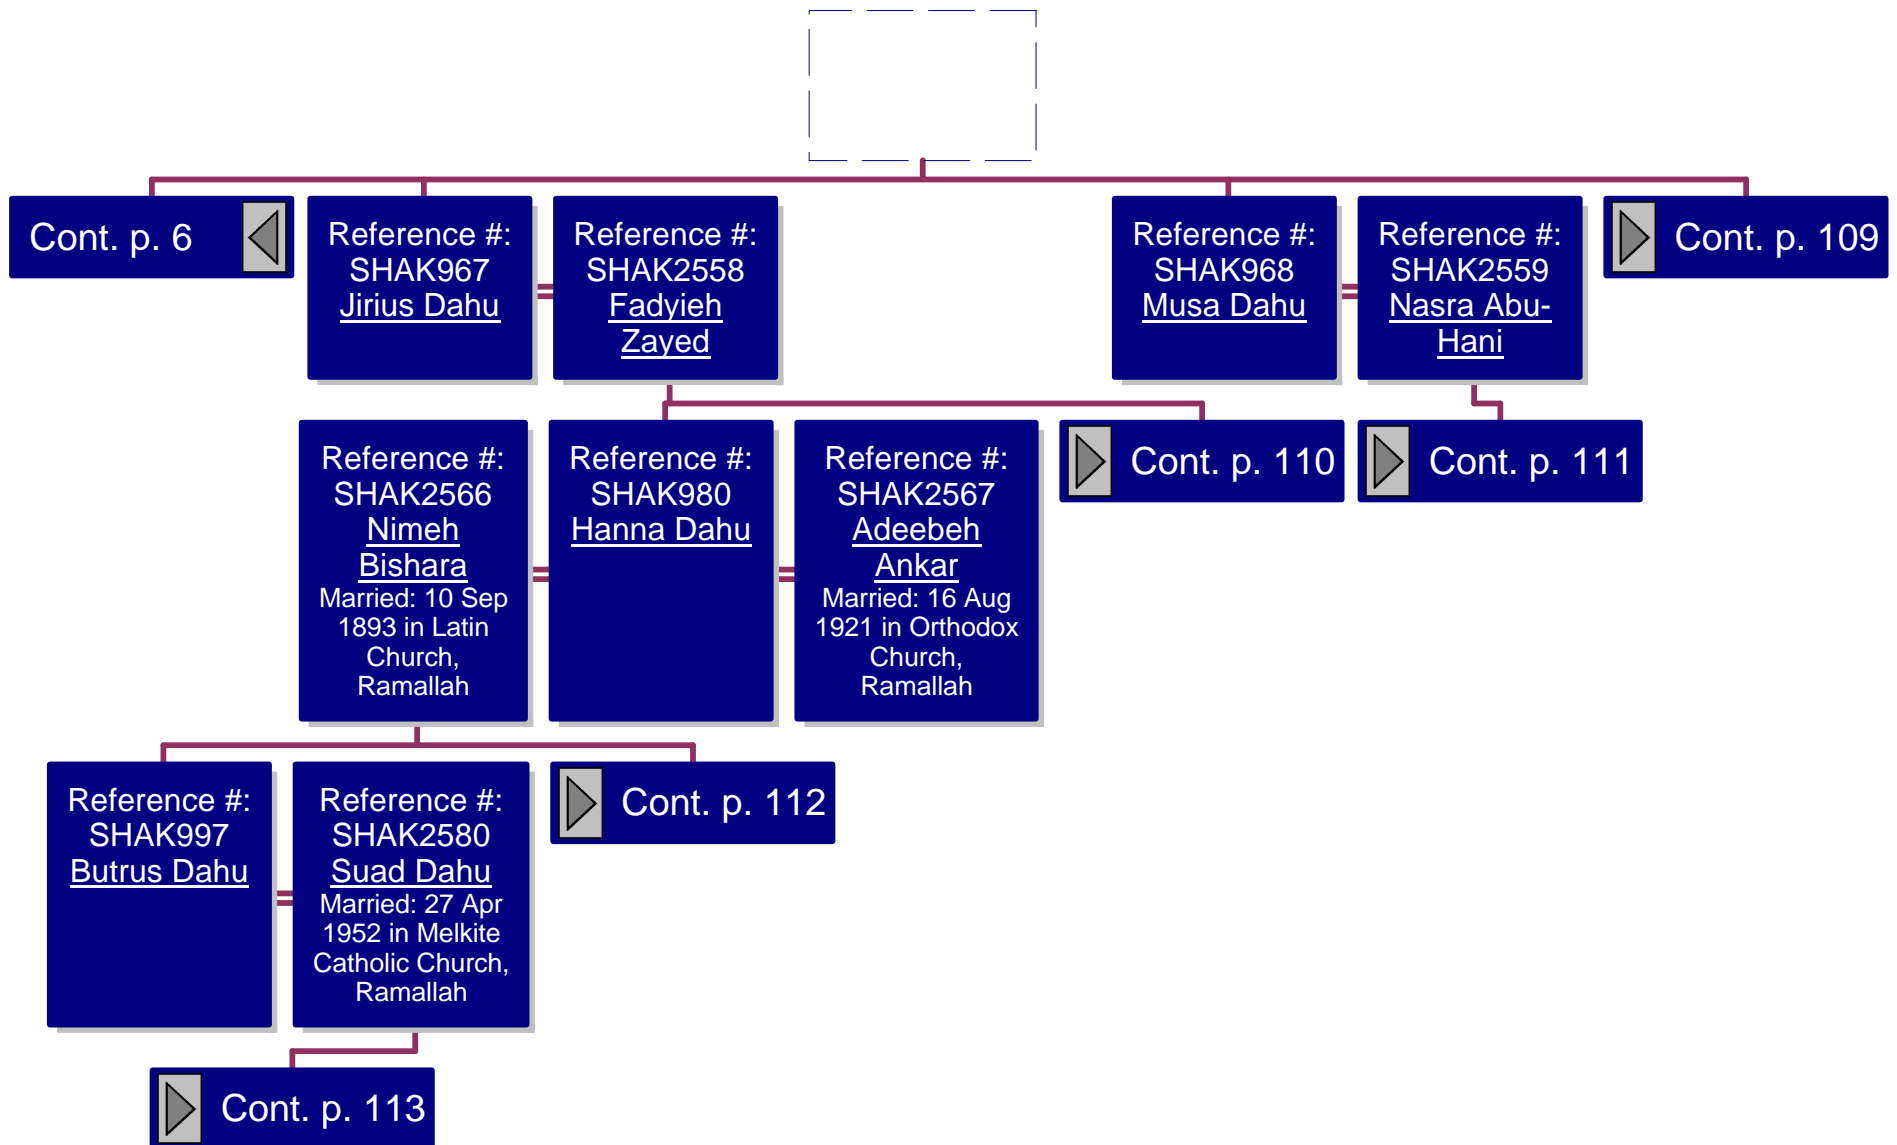 Cont. p. 6
Reference #:
SHAK967
Jirius Dahu
Reference #:
SHAK2558
Fadyieh
Zayed
Reference #:
SHAK968
Musa Dahu
Reference #:
SHAK2559
Nasra Abu-
Hani
Cont. p. 109
Reference #:
SHAK2566
Nimeh
Bishara
Married: 10 Sep
1893 in Latin
Church,
Ramallah
Reference #:
SHAK980
Hanna Dahu
Reference #:
SHAK2567
Adeebeh
Ankar
Married: 16 Aug
1921 in Orthodox
Church,
Ramallah
Cont. p. 110
Cont. p. 111
Reference #:
SHAK997
Butrus Dahu
Reference #:
SHAK2580
Suad Dahu
Married: 27 Apr
1952 in Melkite
Catholic Church,
Ramallah
Cont. p. 112
Cont. p. 113